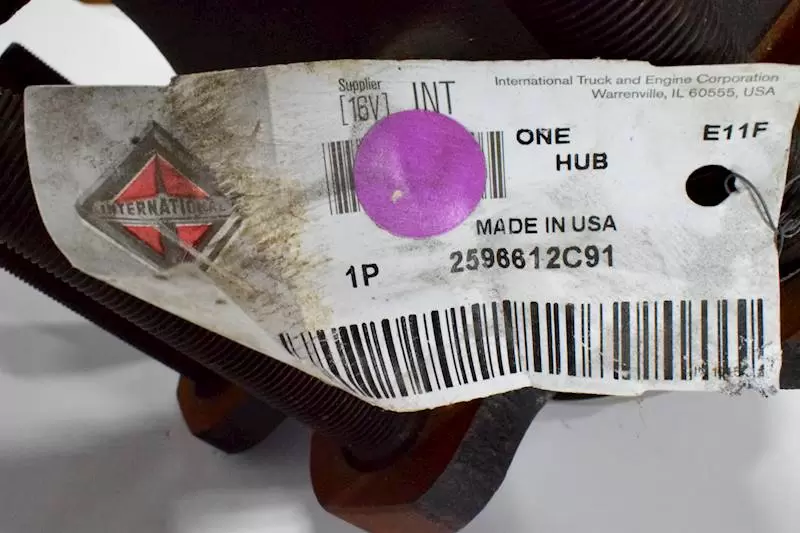 Supplier
[16V] INT
International Truck and Engine Corporation
Warrenville, IL 60555, USA
ONE
HUB
E11F
INTERNATIONAL
MADE IN USA
1P
2596612C91